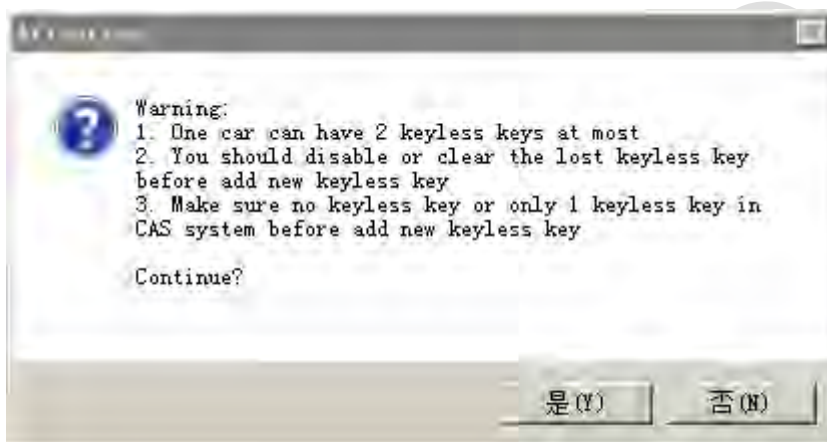 Warning:
1. One car can have 2 keyless keys at most
2. You should disable or clear the lost keyless key
before add new keyless key
3. Make sure no keyless key or only 1 keyless key in
CAS system before add new keyless key
Continue?
是(Y)
否(N)